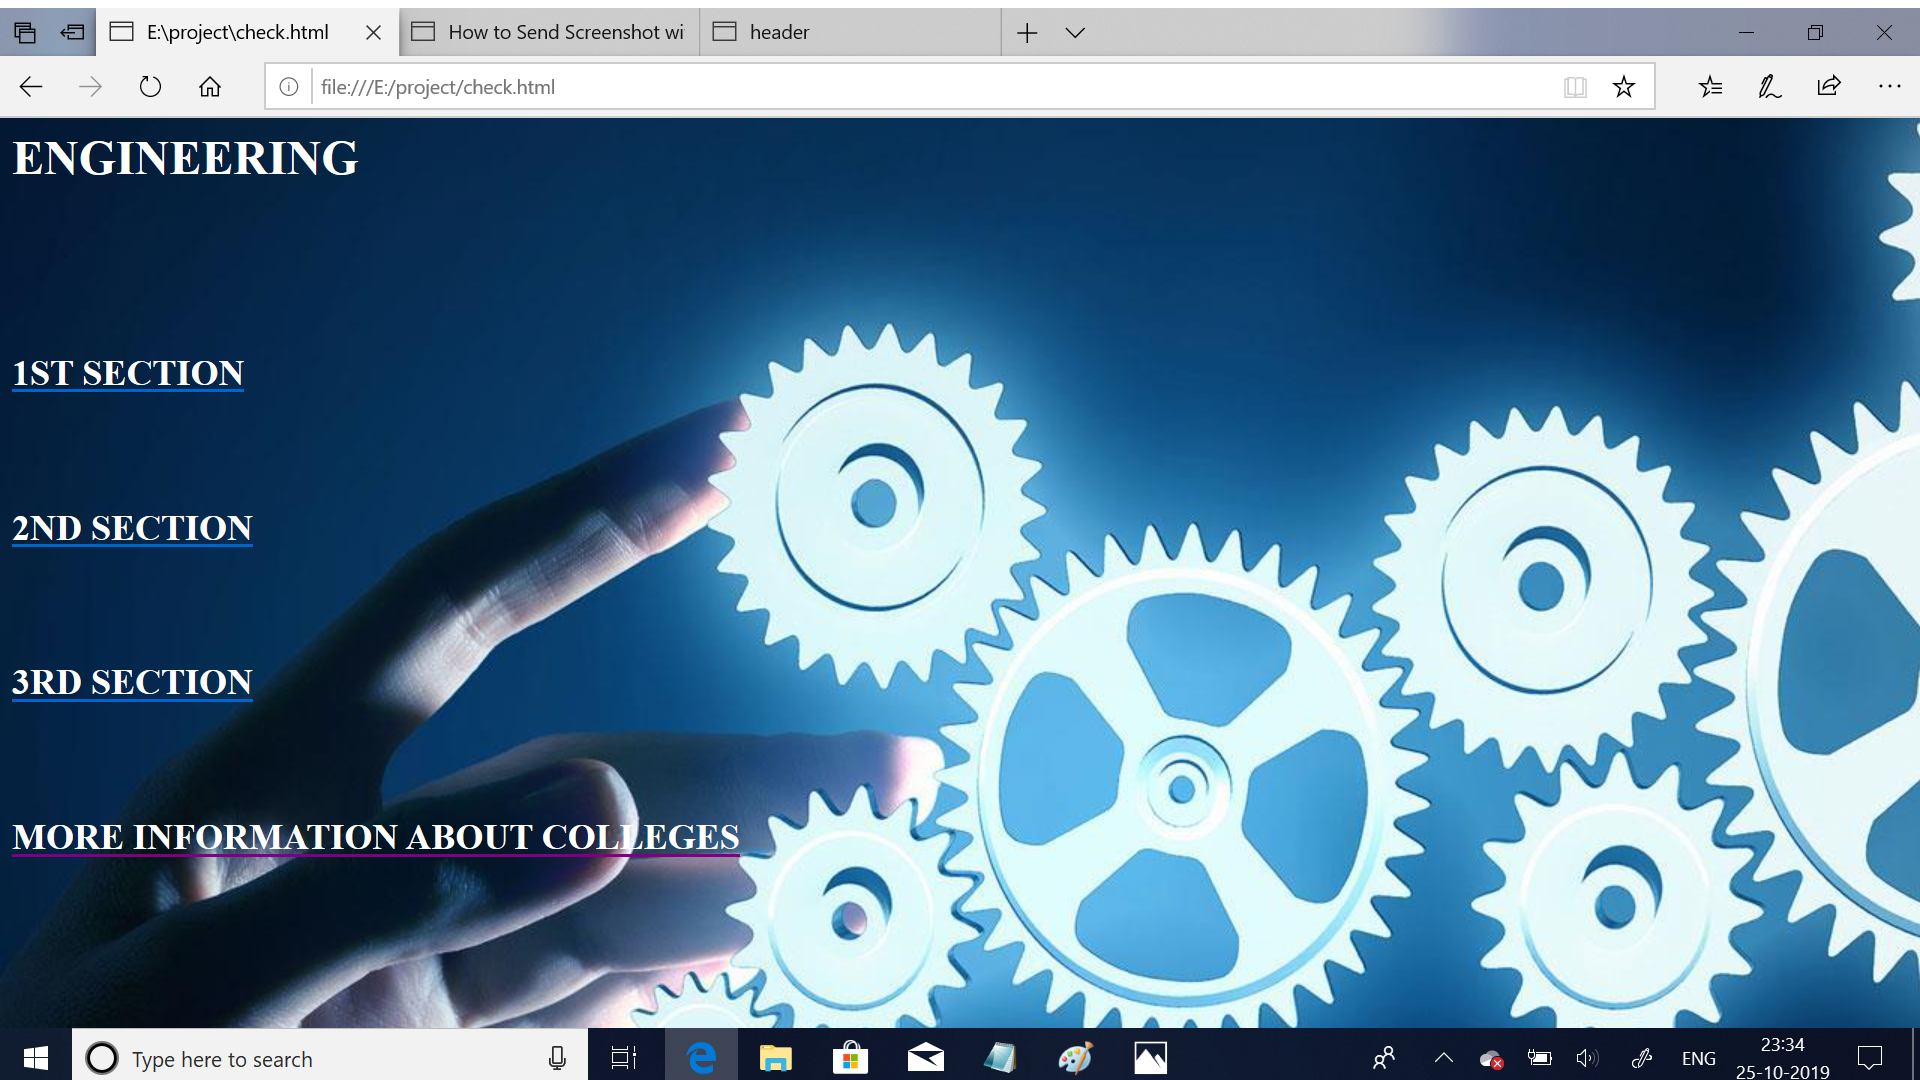 E:\project\check.html
How to Send Screenshot wi
header
file:///E:/project/check.html
ENGINEERING
1ST SECTION
2ND SECTION
3RD SECTION
MORE INFORMATION ABOUT COLLEGES
Type here to search
ENG
23:34
25-10-2019